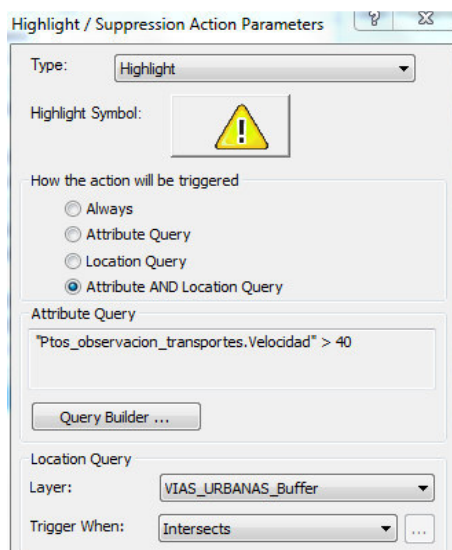 Highlight / Suppression Action Parameters
Type: Highlight
Highlight Symbol:
How the action will be triggered
Always
Attribute Query
Location Query
Attribute AND Location Query
Attribute Query
"Ptos_observacion_transportes.Velocidad" > 40
Query Builder ...
Location Query
Layer: VIAS_URBANAS_Buffer
Trigger When: Intersects ...